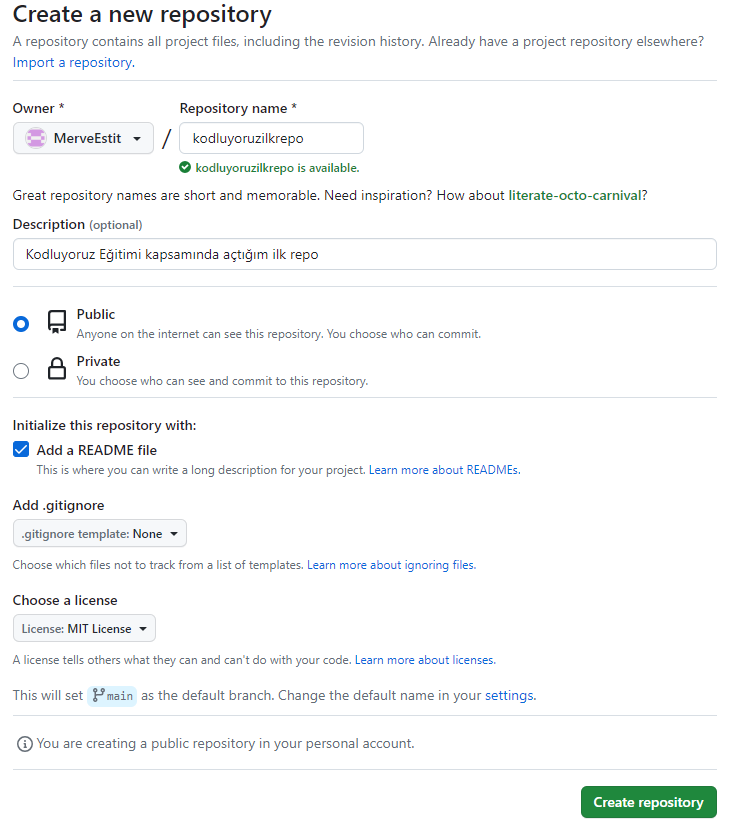 Create a new repository
A repository contains all project files, including the revision history. Already have a project repository elsewhere?
Import a repository.
Owner * Repository name *
MerveEstit / kodluyoruzilkrepo
kodluyoruzilkrepo is available.
Great repository names are short and memorable. Need inspiration? How about literate-octo-carnival?
Description (optional)
Kodluyoruz Eğitimi kapsamında açtığım ilk repo
Public
Anyone on the internet can see this repository. You choose who can commit.
Private
You choose who can see and commit to this repository.
Initialize this repository with:
Add a README file
This is where you can write a long description for your project. Learn more about READMEs.
Add .gitignore
.gitignore template: None
Choose which files not to track from a list of templates. Learn more about ignoring files.
Choose a license
License: MIT License
A license tells others what they can and can't do with your code. Learn more about licenses.
This will set main as the default branch. Change the default name in your settings.
You are creating a public repository in your personal account.
Create repository